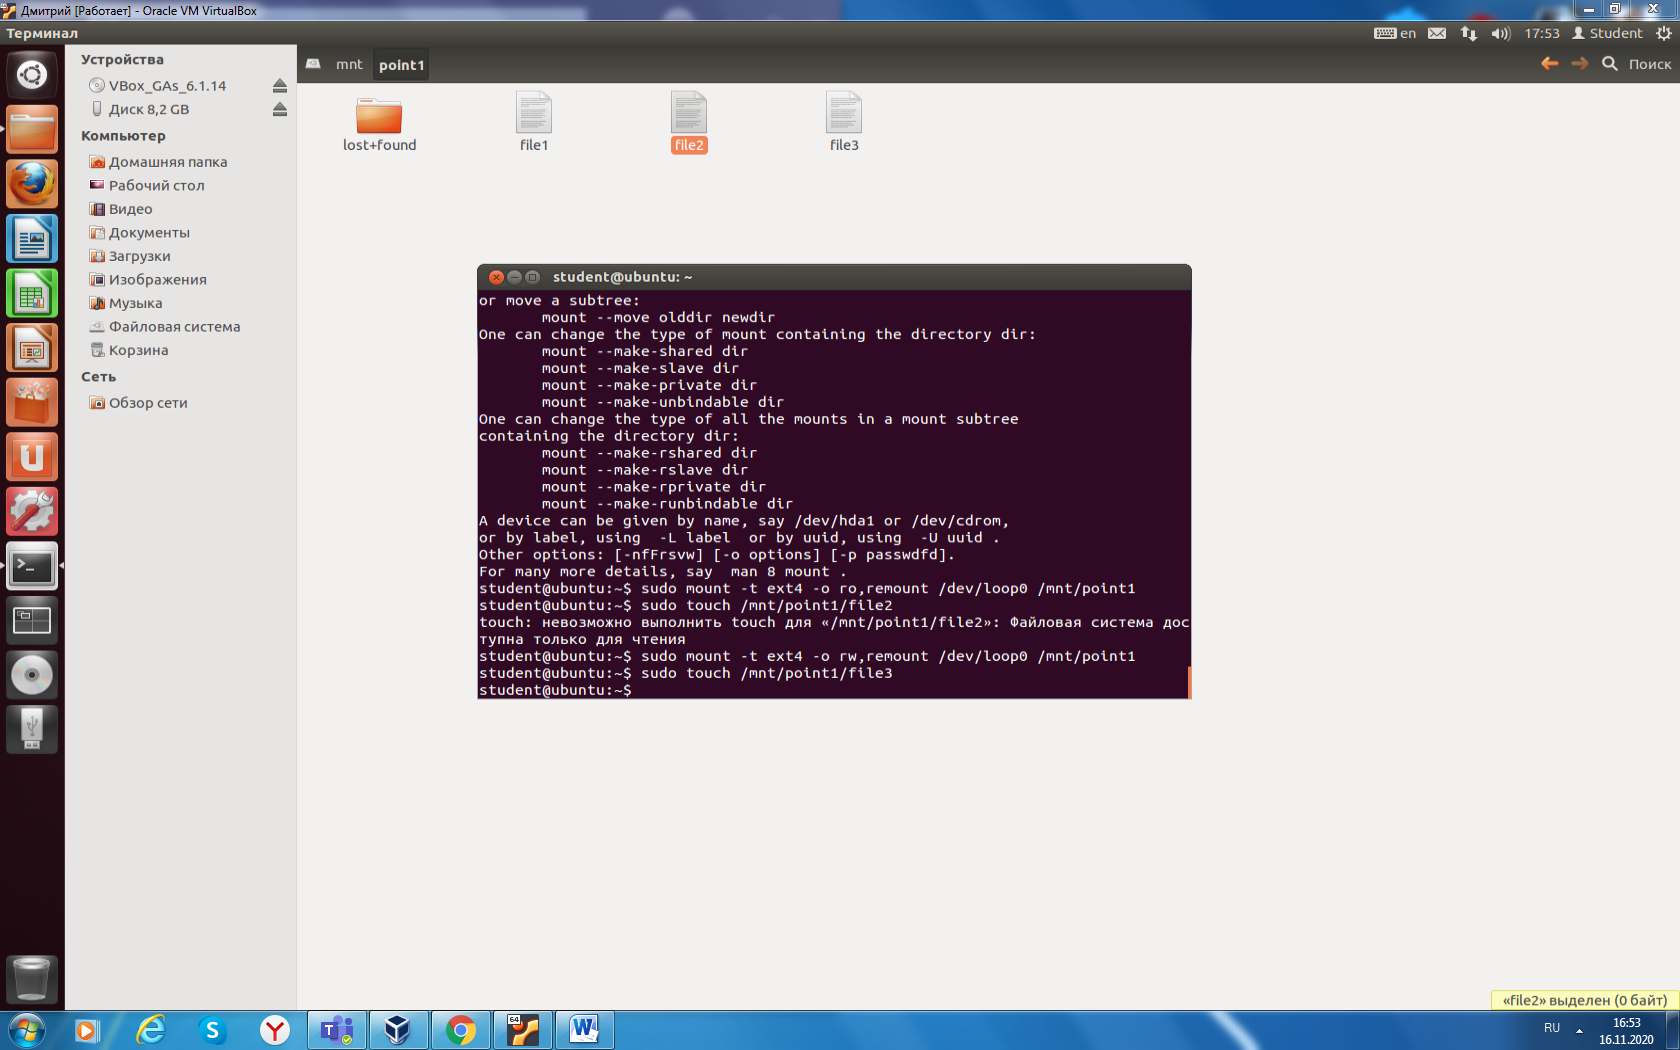 Дмитрий [Работает] - Oracle VM VirtualBox
Терминал
en
17:53
Student
Устройства
VBox_GAs_6.1.14
Диск 8,2 GB
Компьютер
Домашняя папка
Рабочий стол
Видео
Документы
Загрузки
Изображения
Музыка
Файловая система
Корзина
Сеть
Обзор сети
mnt
point1
Поиск
lost+found
file1
file2
file3
student@ubuntu: ~
or move a subtree:
mount --move olddir newdir
One can change the type of mount containing the directory dir:
mount --make-shared dir
mount --make-slave dir
mount --make-private dir
mount --make-unbindable dir
One can change the type of all the mounts in a mount subtree
containing the directory dir:
mount --make-rshared dir
mount --make-rslave dir
mount --make-rprivate dir
mount --make-runbindable dir
A device can be given by name, say /dev/hda1 or /dev/cdrom,
or by label, using  -L label  or by uuid, using  -U uuid .
Other options: [-nfFrsvw] [-o options] [-p passwdfd].
For many more details, say  man 8 mount .
student@ubuntu:~$ sudo mount -t ext4 -o ro,remount /dev/loop0 /mnt/point1
student@ubuntu:~$ sudo touch /mnt/point1/file2
touch: невозможно выполнить touch для «/mnt/point1/file2»: Файловая система дос
тупна только для чтения
student@ubuntu:~$ sudo mount -t ext4 -o rw,remount /dev/loop0 /mnt/point1
student@ubuntu:~$ sudo touch /mnt/point1/file3
student@ubuntu:~$
«file2» выделен (0 байт)
RU
16:53
16.11.2020